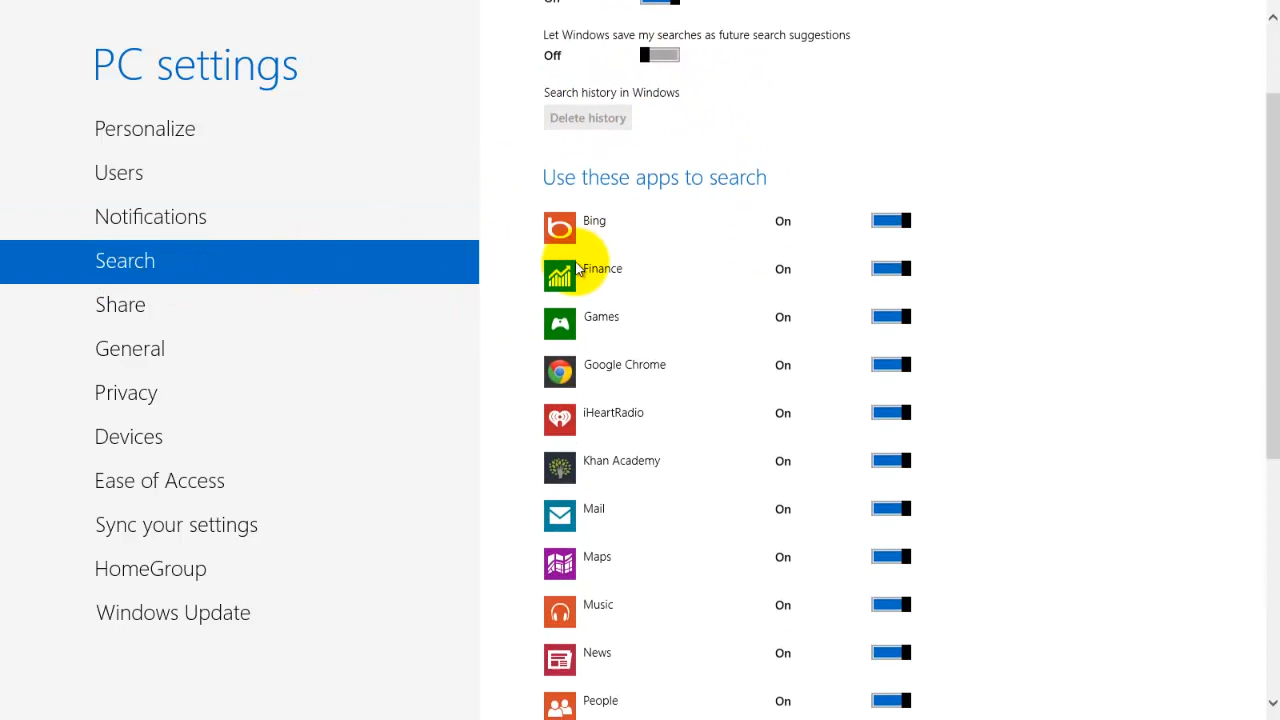 Off
Let Windows save my searches as future search suggestions
Off
Search history in Windows
Delete history
PC settings
Personalize
Users
Notifications
Search
Share
General
Privacy
Devices
Ease of Access
Sync your settings
HomeGroup
Windows Update
Use these apps to search
Bing On
Finance On
Games On
Google Chrome On
iHeartRadio On
Khan Academy On
Mail On
Maps On
Music On
News On
People On